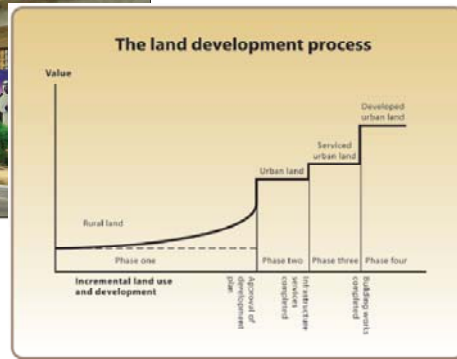 The land development process
Value
Developed
urban land
Serviced
urban land
Urban land
Rural land
Phase one
Phase two
Phase three
Phase four
Incremental land use
and development
Approval of
development
plan
Infrastructure
services
completed
Building works
completed